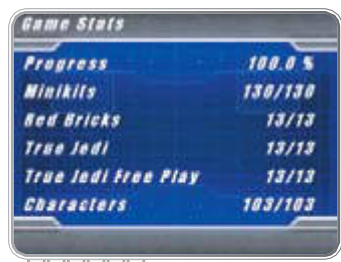 Game Stats
Progress 100.0 %
Minikits 130/130
Red Bricks 13/13
True Jedi 13/13
True Jedi Free Play 13/13
Characters 103/103